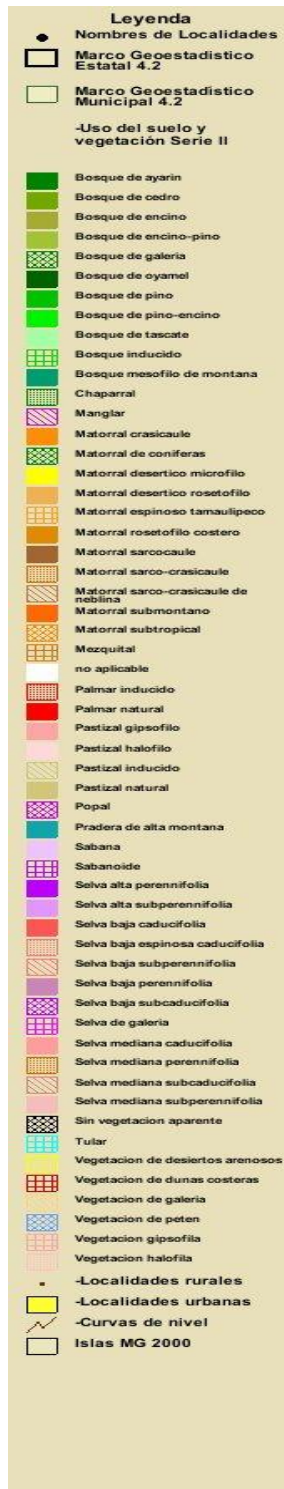 Leyenda
Nombres de Localidades
Marco Geoestadistico
Estatal 4.2
Marco Geoestadistico
Municipal 4.2
-Uso del suelo y
vegetación Serie II
Bosque de ayarin
Bosque de cedro
Bosque de encino
Bosque de encino-pino
Bosque de galeria
Bosque de oyamel
Bosque de pino
Bosque de pino-encino
Bosque de tascate
Bosque inducido
Bosque mesofilo de montana
Chaparral
Manglar
Matorral crasicaule
Matorral de coniferas
Matorral desertico microfilo
Matorral desertico rosetofilo
Matorral espinoso tamaulipeco
Matorral rosetofilo costero
Matorral sarcocaule
Matorral sarco-crasicaule
Matorral sarco-crasicaule de
neblina
Matorral submontano
Matorral subtropical
Mezquital
no aplicable
Palmar inducido
Palmar natural
Pastizal gipsofilo
Pastizal halofilo
Pastizal inducido
Pastizal natural
Popal
Pradera de alta montana
Sabana
Sabanoide
Selva alta perennifolia
Selva alta subperennifolia
Selva baja caducifolia
Selva baja espinosa caducifolia
Selva baja subperennifolia
Selva baja perennifolia
Selva baja subcaducifolia
Selva de galeria
Selva mediana caducifolia
Selva mediana perennifolia
Selva mediana subcaducifolia
Selva mediana subperennifolia
Sin vegetacion aparente
Tular
Vegetacion de desiertos arenosos
Vegetacion de dunas costeras
Vegetacion de galeria
Vegetacion de peten
Vegetacion gipsofila
Vegetacion halofila
-Localidades rurales
-Localidades urbanas
-Curvas de nivel
Islas MG 2000